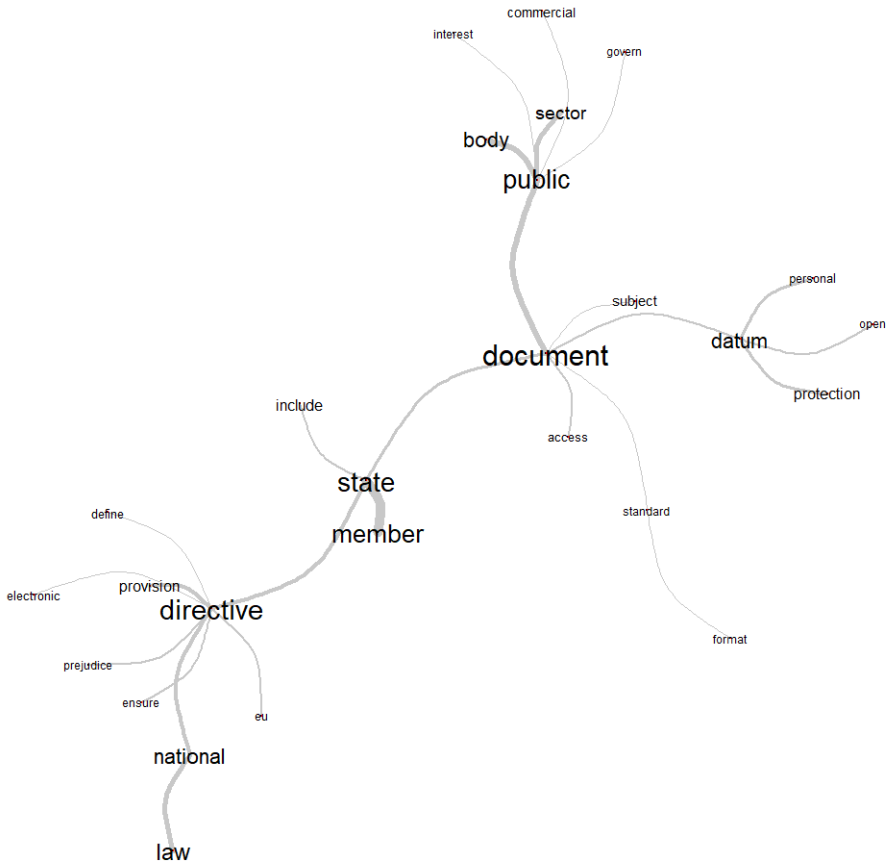 commercial
interest
govern
sector
body
public
personal
subject
open
datum
document
protection
include
access
state
standard
define
member
provision
electronic
directive
format
prejudice
ensure
eu
national
law